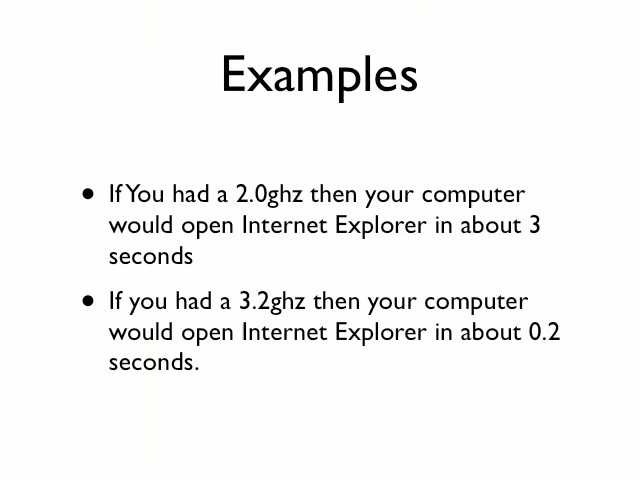 Examples
• If You had a 2.0ghz then your computer
would open Internet Explorer in about 3
seconds
• If you had a 3.2ghz then your computer
would open Internet Explorer in about 0.2
seconds.